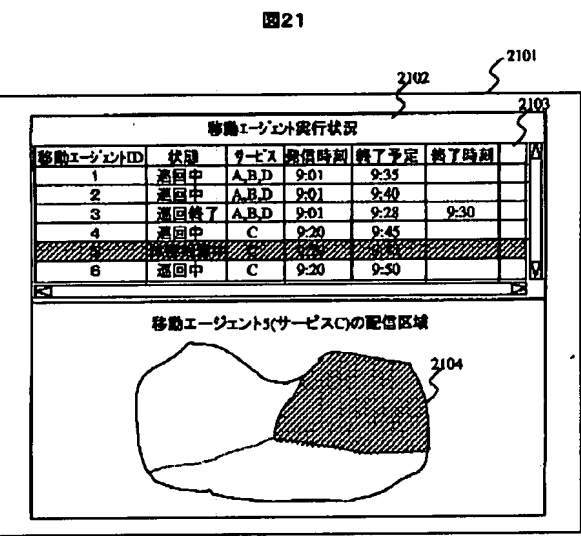 図21
2101
2102
2103
移動エージェント実行状況
移動エージェントID 状態 サービス 発信時刻 終了予定 終了時刻
1 巡回中 A,B,D 9:01 9:35
2 巡回中 A,B,D 9:01 9:40
3 巡回終了 A,B,D 9:01 9:28 9:30
4 巡回中 C 9:20 9:45
5 C
6 巡回中 C 9:20 9:50
移動エージェント5(サービスC)の配信区域
2104